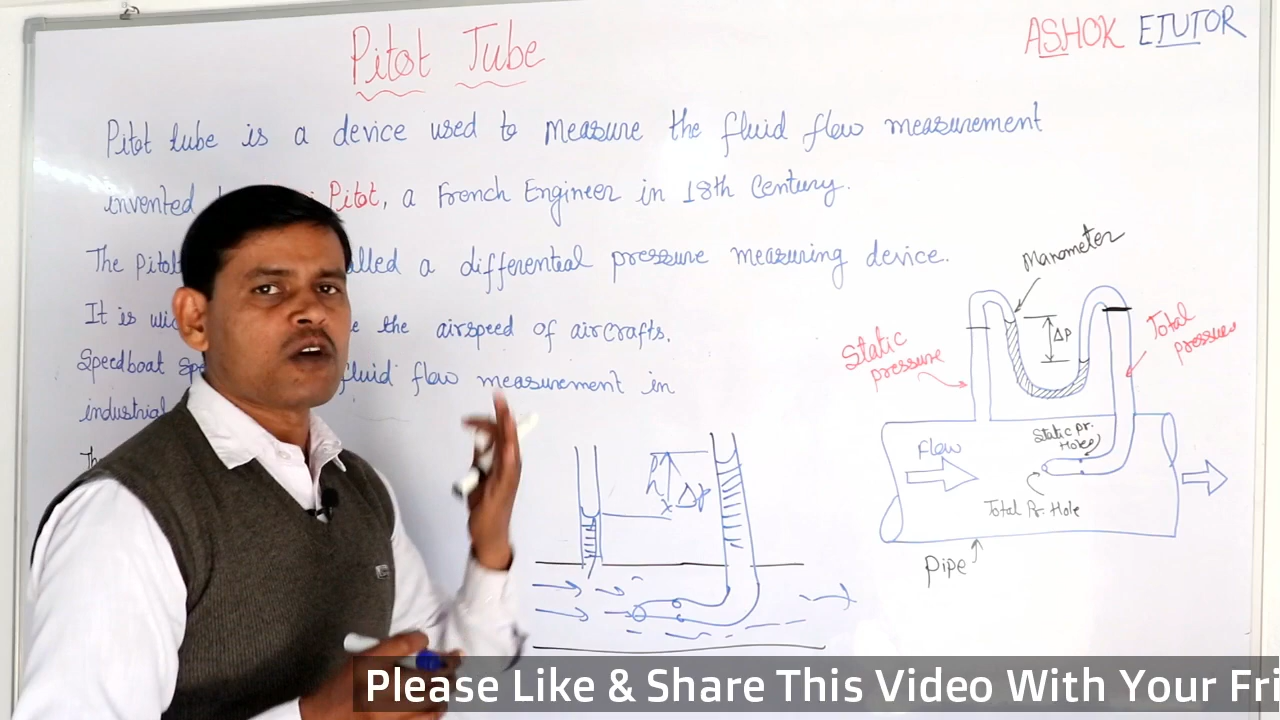 Pitot Tube
ASHOK ETUTOR
Pitot tube is a device used to measure the fluid flow measurement
invented Pitot, a French Engineer in 18th Century.
The Pitot called a differential pressure measuring device.
It is the airspeed of aircrafts.
Speedboat fluid flow measurement in
industrial
Manometer
ΔP
Static
pressure
Total
pressure
Static pr.
Holes
Flow
Total Pr. Hole
Pipe
h
Δp
Please Like & Share This Video With Your Fri